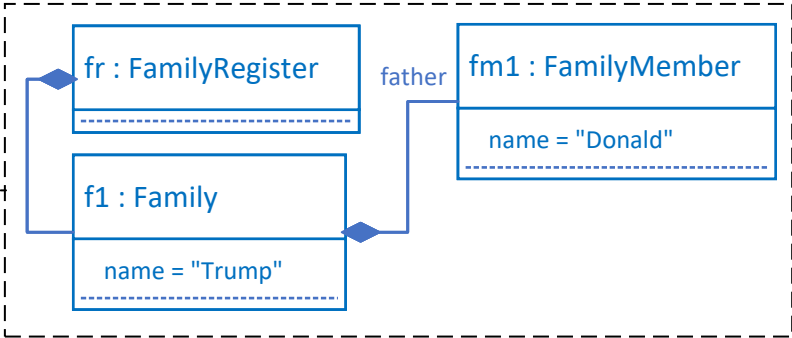 fr : FamilyRegister
father
fm1 : FamilyMember
name = "Donald"
f1 : Family
name = "Trump"